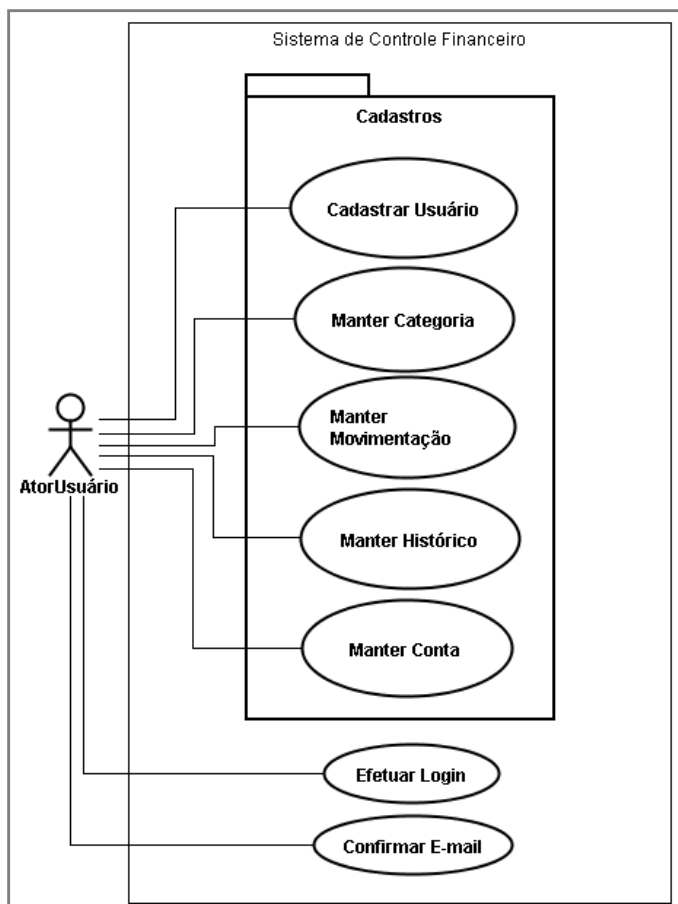 Sistema de Controle Financeiro
Cadastros
Cadastrar Usuário
Manter Categoria
Manter
Movimentação
AtorUsuário
Manter Histórico
Manter Conta
Efetuar Login
Confirmar E-mail